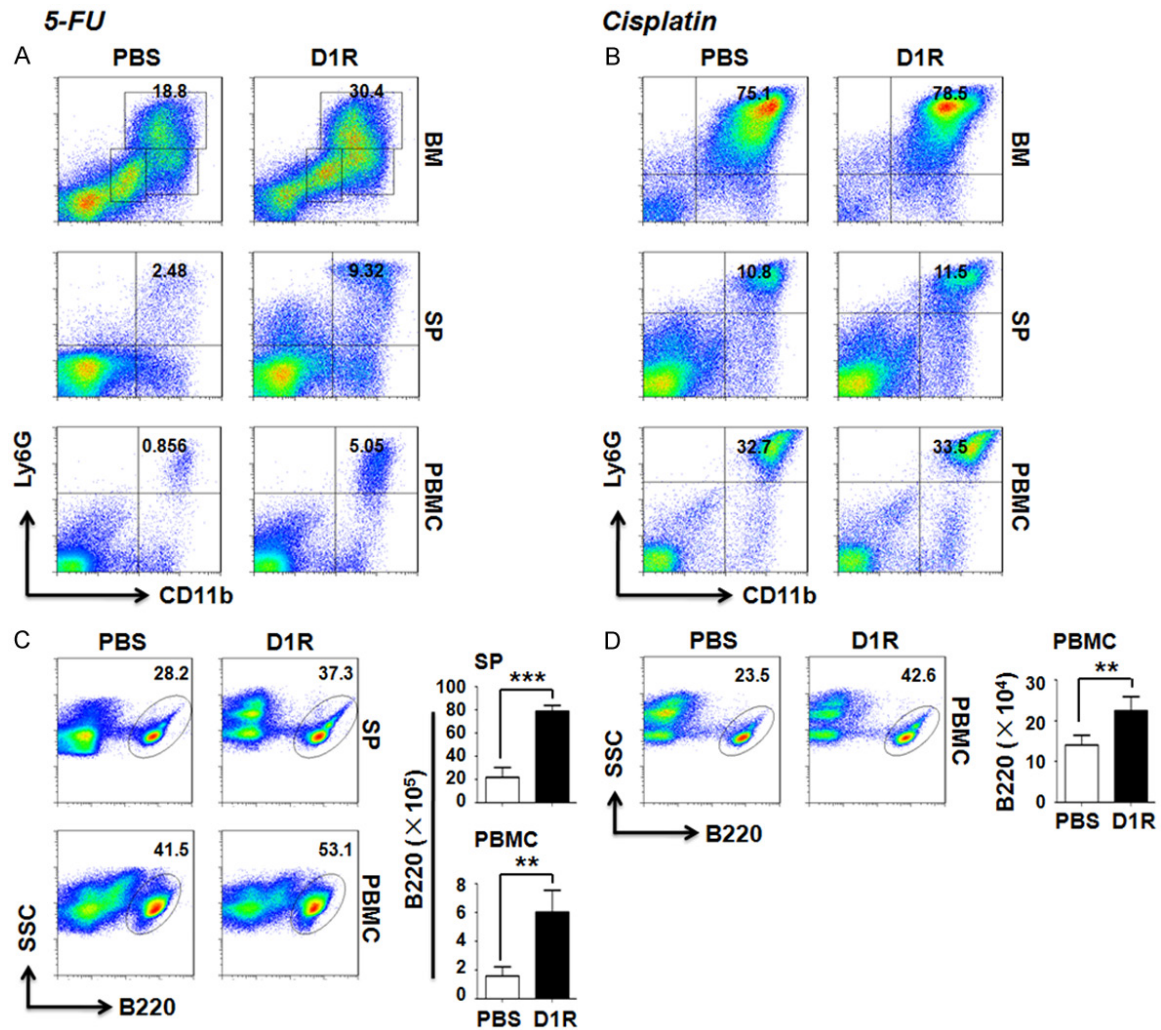 5-FU
Cisplatin
A
PBS
D1R
18.8
30.4
BM
2.48
9.32
SP
0.856
5.05
PBMC
Ly6G
CD11b
B
PBS
D1R
75.1
78.5
BM
10.8
11.5
SP
32.7
33.5
PBMC
Ly6G
CD11b
C
PBS
D1R
28.2
37.3
SP
41.5
53.1
PBMC
SSC
B220
B220 (×10⁵)
SP
***
100
80
60
40
20
0
PBMC
**
8
6
4
2
0
PBS D1R
D
PBS
D1R
23.5
42.6
PBMC
SSC
B220
PBMC
**
B220 (×10⁴)
30
20
10
0
PBS D1R